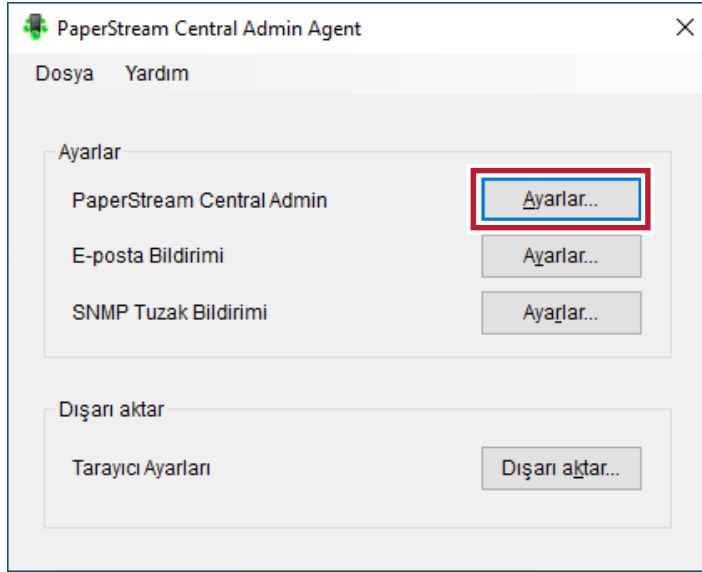 PaperStream Central Admin Agent
Dosya Yardım
Ayarlar
PaperStream Central Admin Ayarlar...
E-posta Bildirimi Ayarlar...
SNMP Tuzak Bildirimi Ayarlar...
Dışarı aktar
Tarayıcı Ayarları Dışarı aktar...